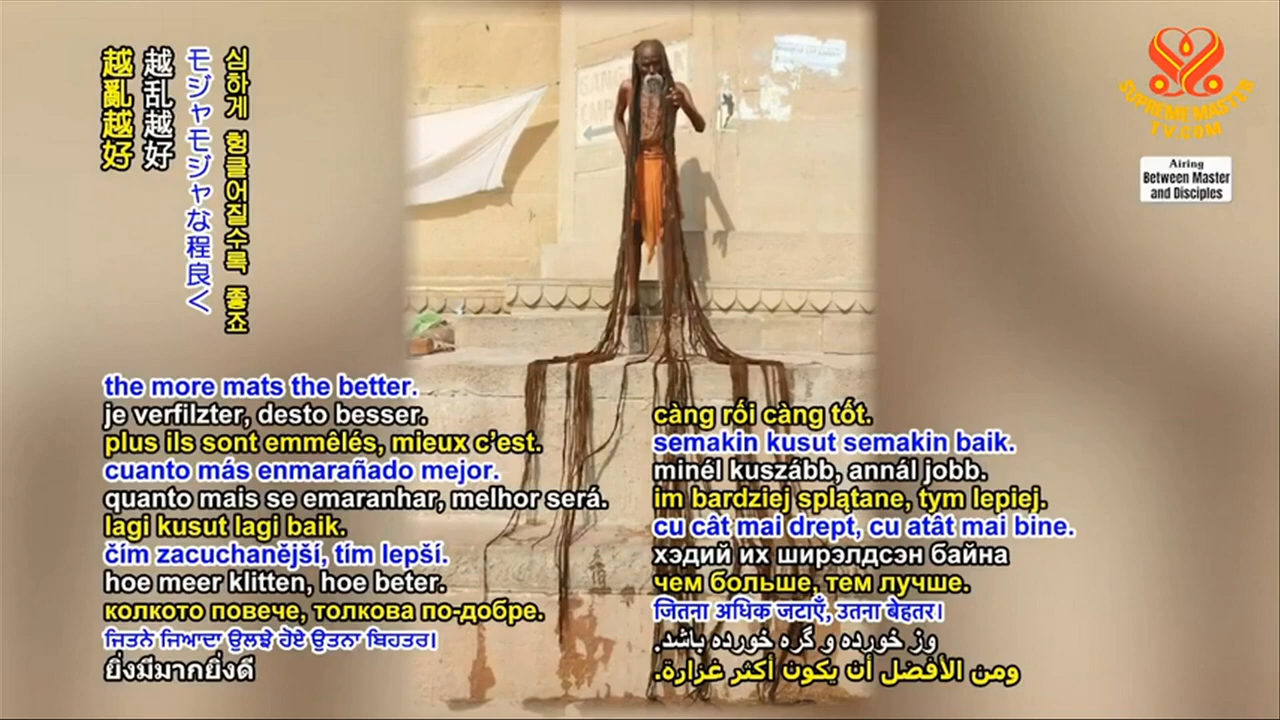 越亂越好
越乱越好
モジャモジャな程良く
심하게 헝클어질수록 좋죠
SUPREME MASTER
TV.COM
Airing
Between Master
and Disciples
the more mats the better.
je verfilzter, desto besser.
plus ils sont emmêlés, mieux c’est.
cuanto más enmarañado mejor.
quanto mais se emaranhar, melhor será.
lagi kusut lagi baik.
čím zacuchanější, tím lepší.
hoe meer klitten, hoe beter.
колкото повече, толкова по-добре.
ਜਿਤਨੇ ਜਿਆਦਾ ਉਲਝੇ ਹੋਏ ਉਤਨਾ ਬਿਹਤਰ।
ยิ่งมีมากยิ่งดี
càng rối càng tốt.
semakin kusut semakin baik.
minél kuszább, annál jobb.
im bardziej splątane, tym lepiej.
cu cât mai drept, cu atât mai bine.
хэдий их ширэлдсэн байна
чем больше, тем лучше.
जितना अधिक जटाएँ, उतना बेहतर।
وز خورده و گره خورده باشد.
ومن الأفضل أن يكون أكثر غزارة.